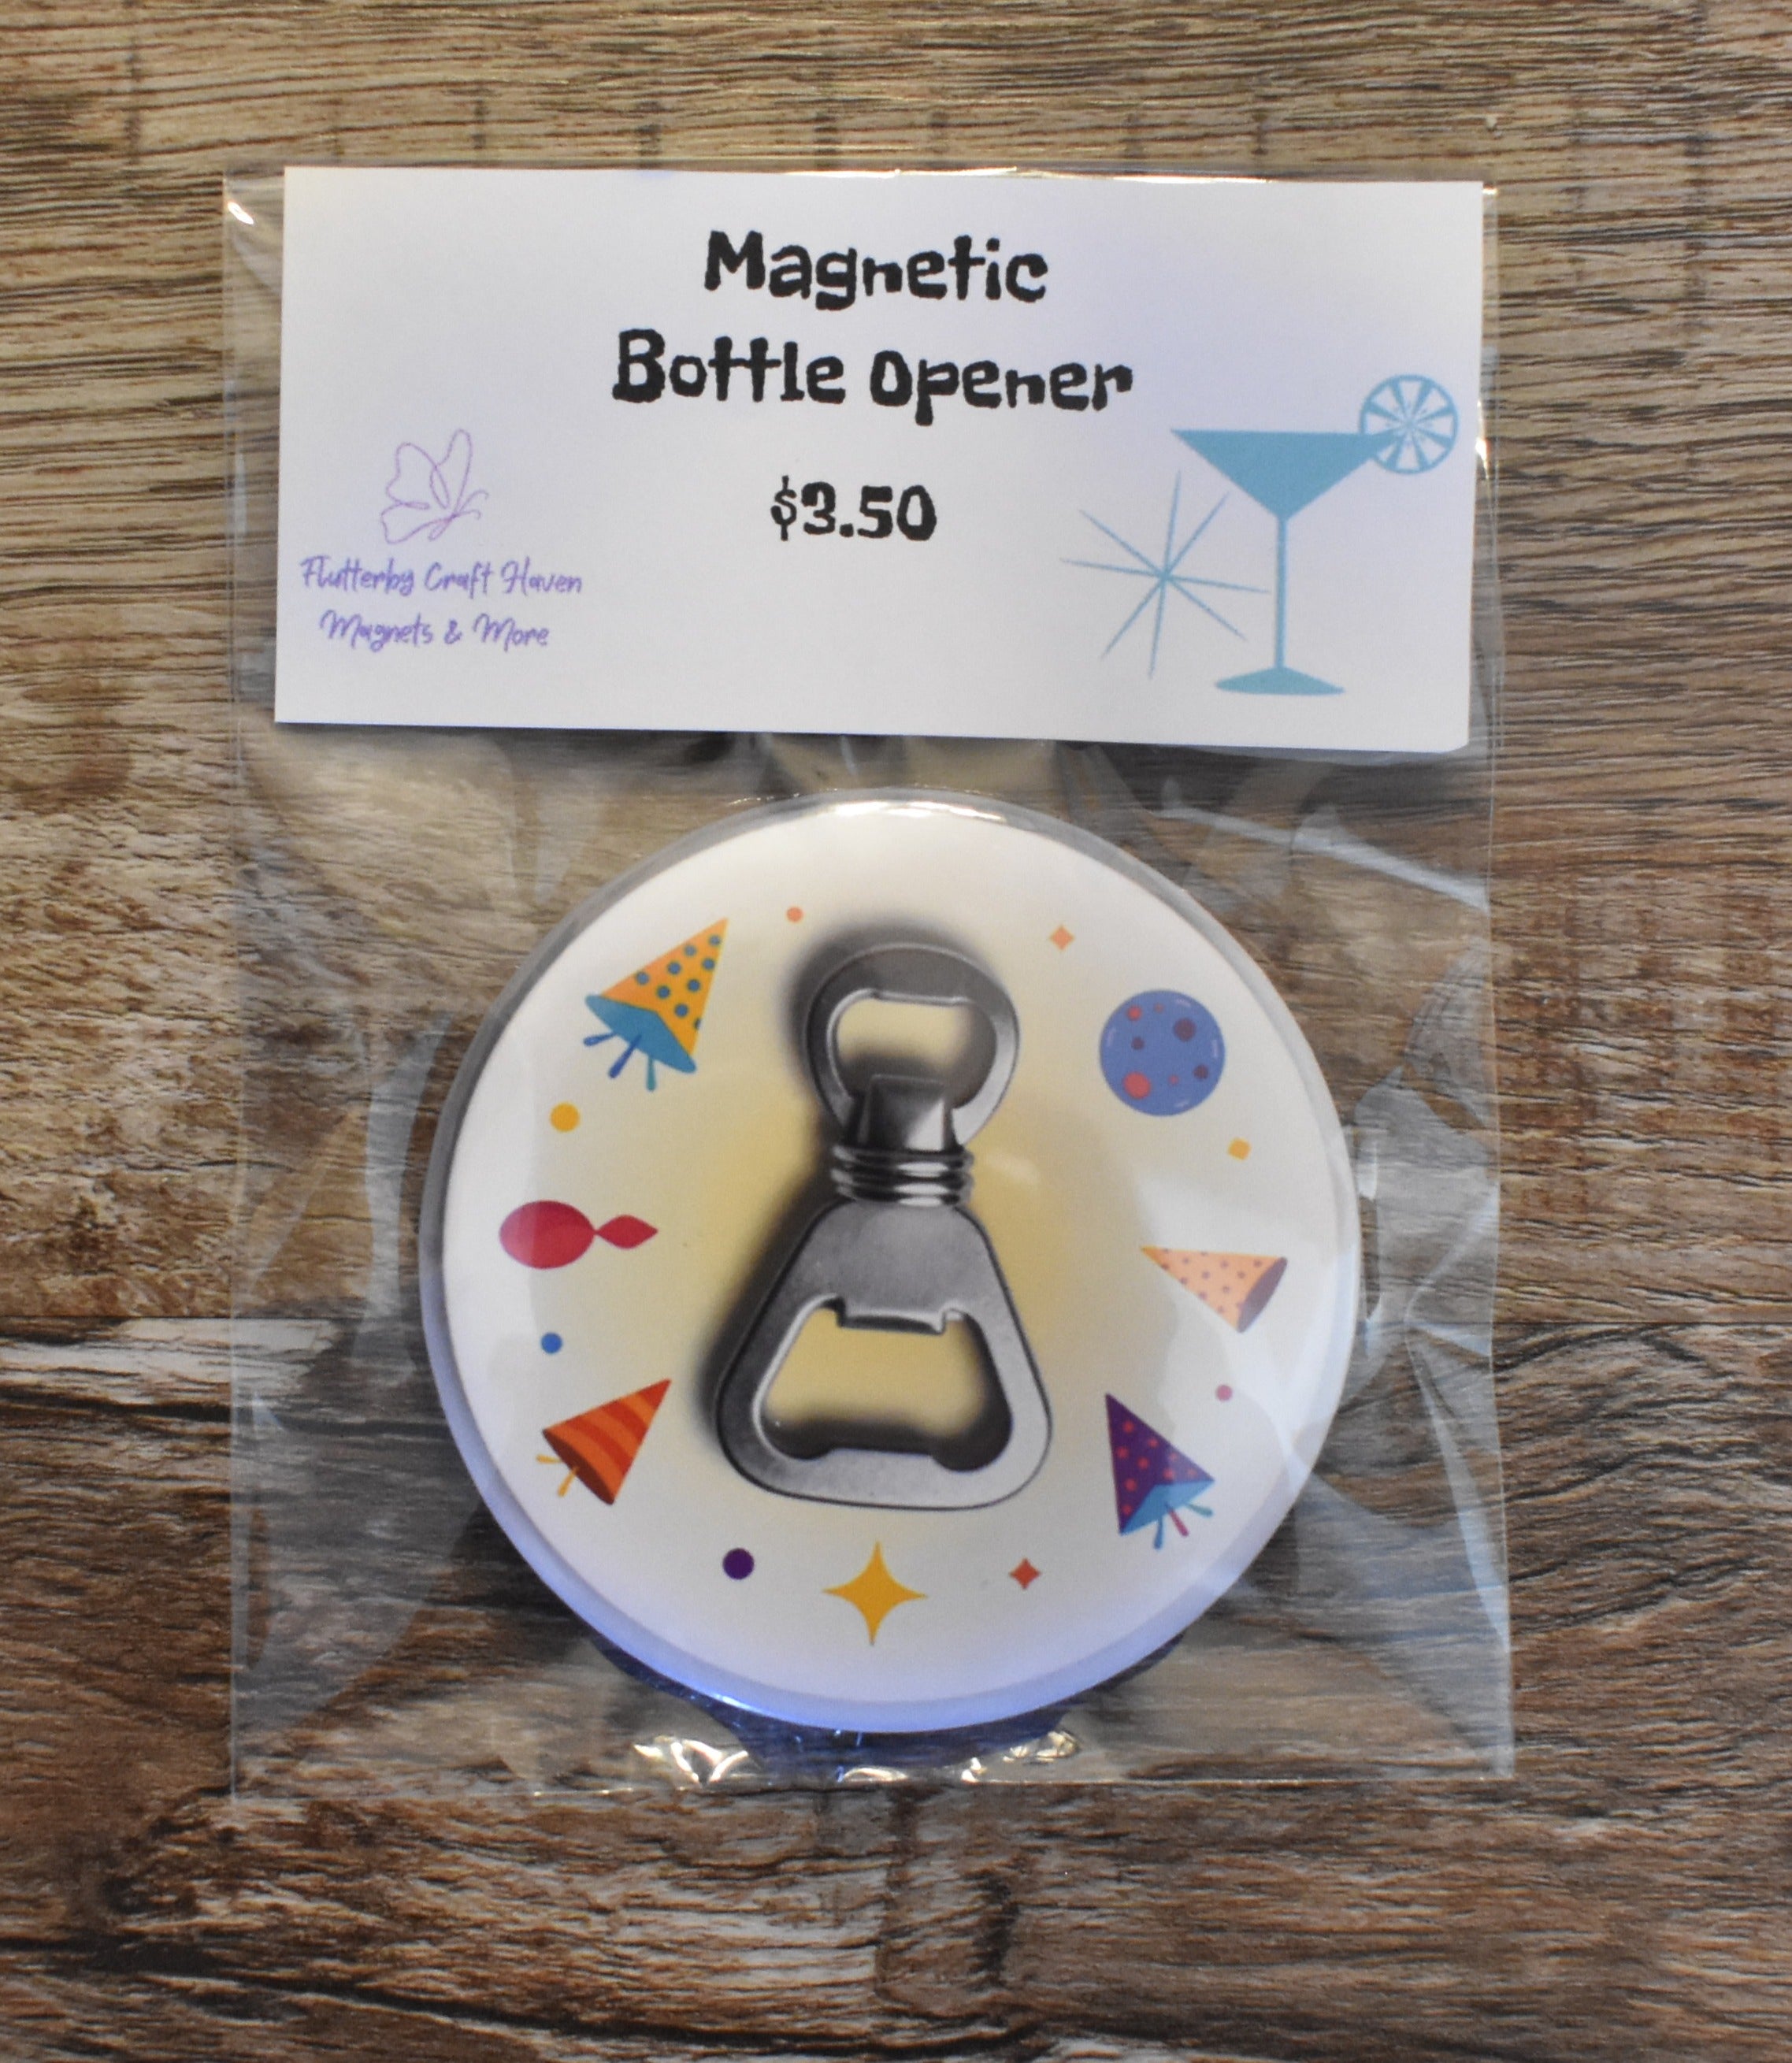 Magnetic
Bottle Opener
$3.50
Flutterby Craft Haven
Magnets & More